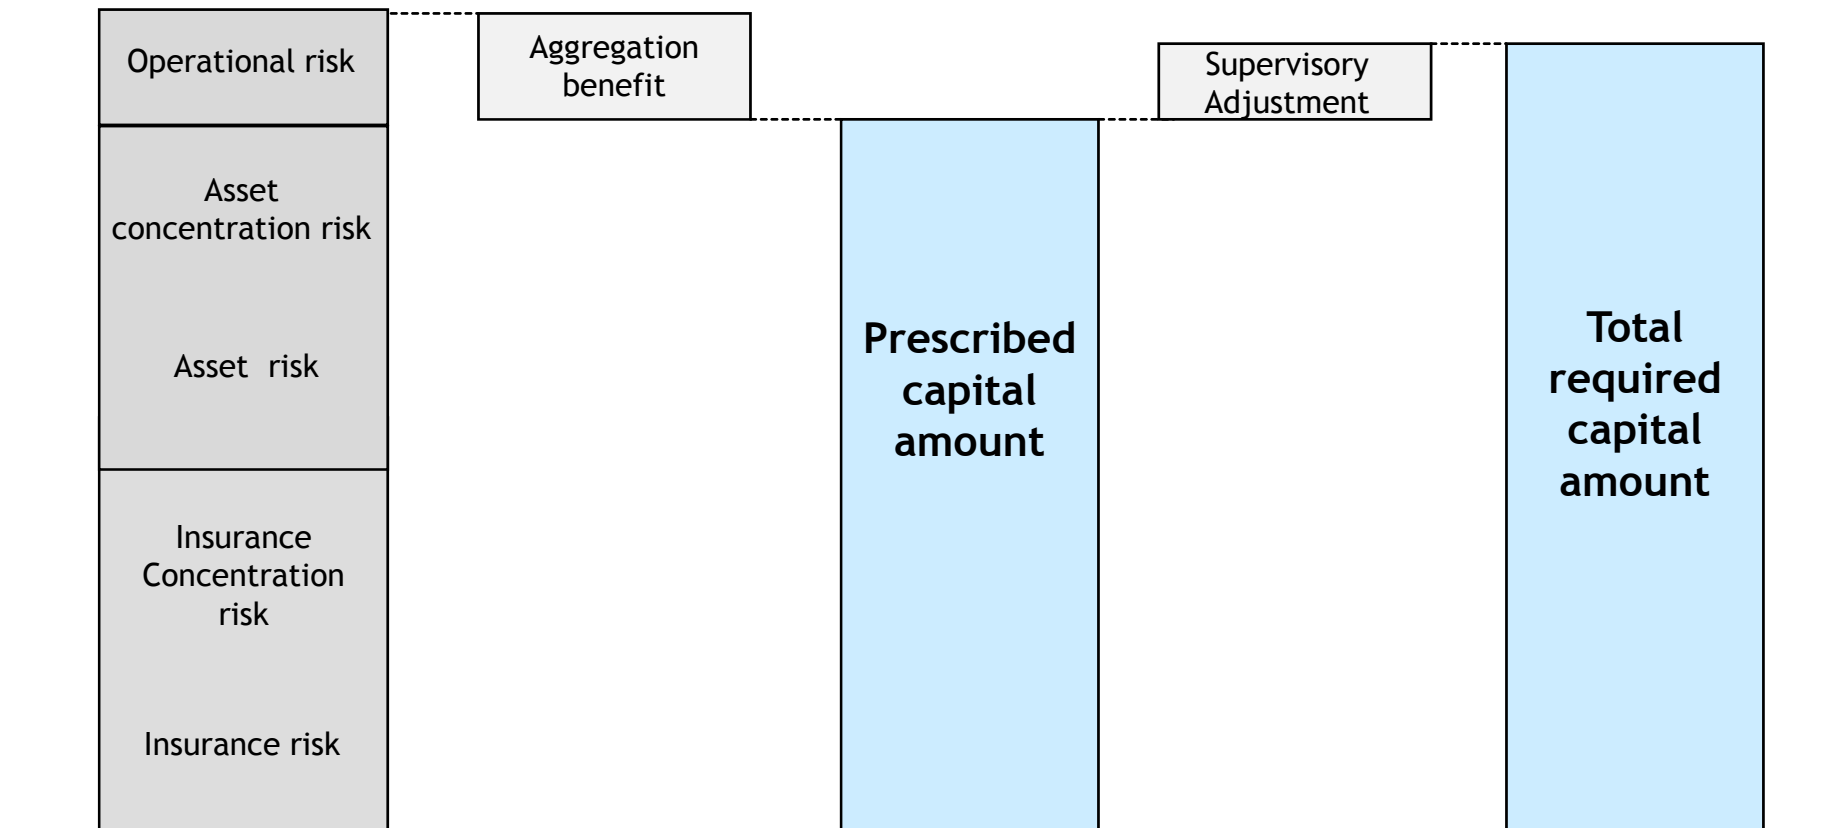 Operational risk
Asset
concentration risk
Asset risk
Insurance
Concentration
risk
Insurance risk
Aggregation
benefit
Prescribed
capital
amount
Supervisory
Adjustment
Total
required
capital
amount